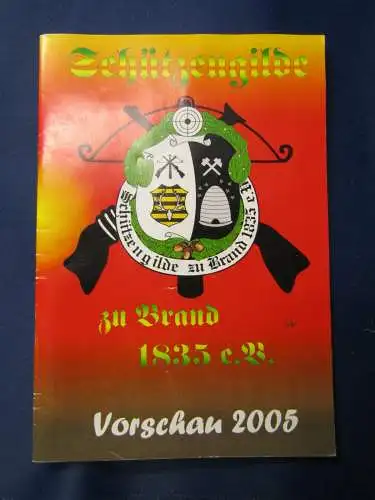 Schützengilde
Schützengilde zu Brand 1835 e.V.
zu Brand
1835 e.V.
Vorschau 2005